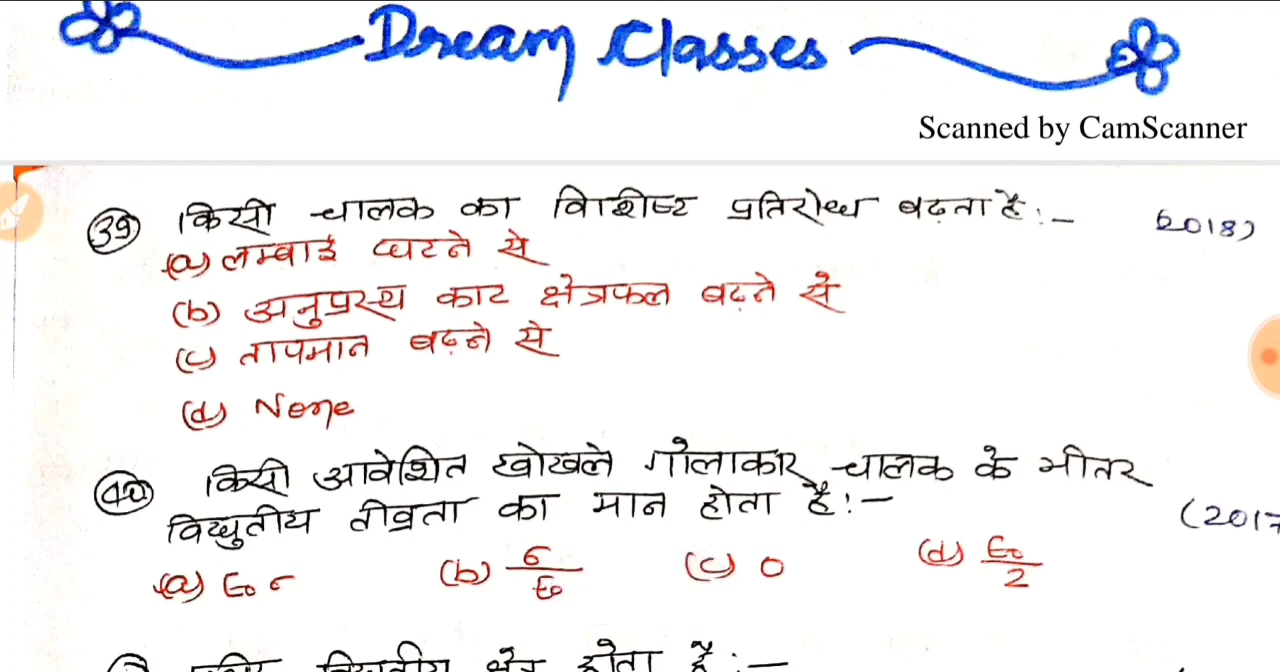 Dream Classes
Scanned by CamScanner
39 किसी चालक का विशिष्ट प्रतिरोध बढ़ता है:- (2018)
(a) लम्बाई घटने से
(b) अनुप्रस्थ काट क्षेत्रफल बढ़ते से
(c) तापमान बढ़ने से
(d) None
40 किसी आवेशित खोखले गोलाकार चालक के भीतर
विधुतीय तीव्रता का मान होता है:- (2017
(a) ϵ₀σ (b) σ/ϵ₀ (c) 0 (d) ϵ₀/2
होता है:-